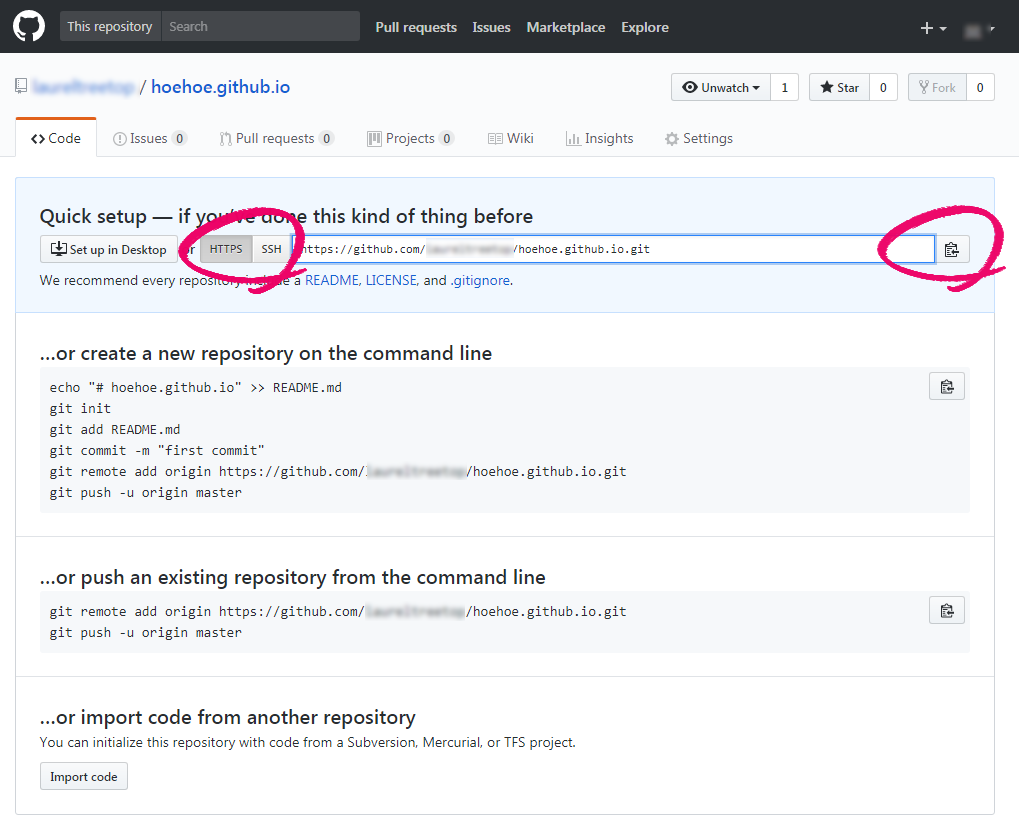 This repository Search Pull requests Issues Marketplace Explore
/ hoehoe.github.io Unwatch 1 Star 0 Fork 0
Code Issues 0 Pull requests 0 Projects 0 Wiki Insights Settings
Quick setup — if you've done this kind of thing before
Set up in Desktop or HTTPS SSH https://github.com/ /hoehoe.github.io.git
We recommend every repository include a README, LICENSE, and .gitignore.
…or create a new repository on the command line
echo "# hoehoe.github.io" >> README.md
git init
git add README.md
git commit -m "first commit"
git remote add origin https://github.com/ /hoehoe.github.io.git
git push -u origin master
…or push an existing repository from the command line
git remote add origin https://github.com/ /hoehoe.github.io.git
git push -u origin master
…or import code from another repository
You can initialize this repository with code from a Subversion, Mercurial, or TFS project.
Import code